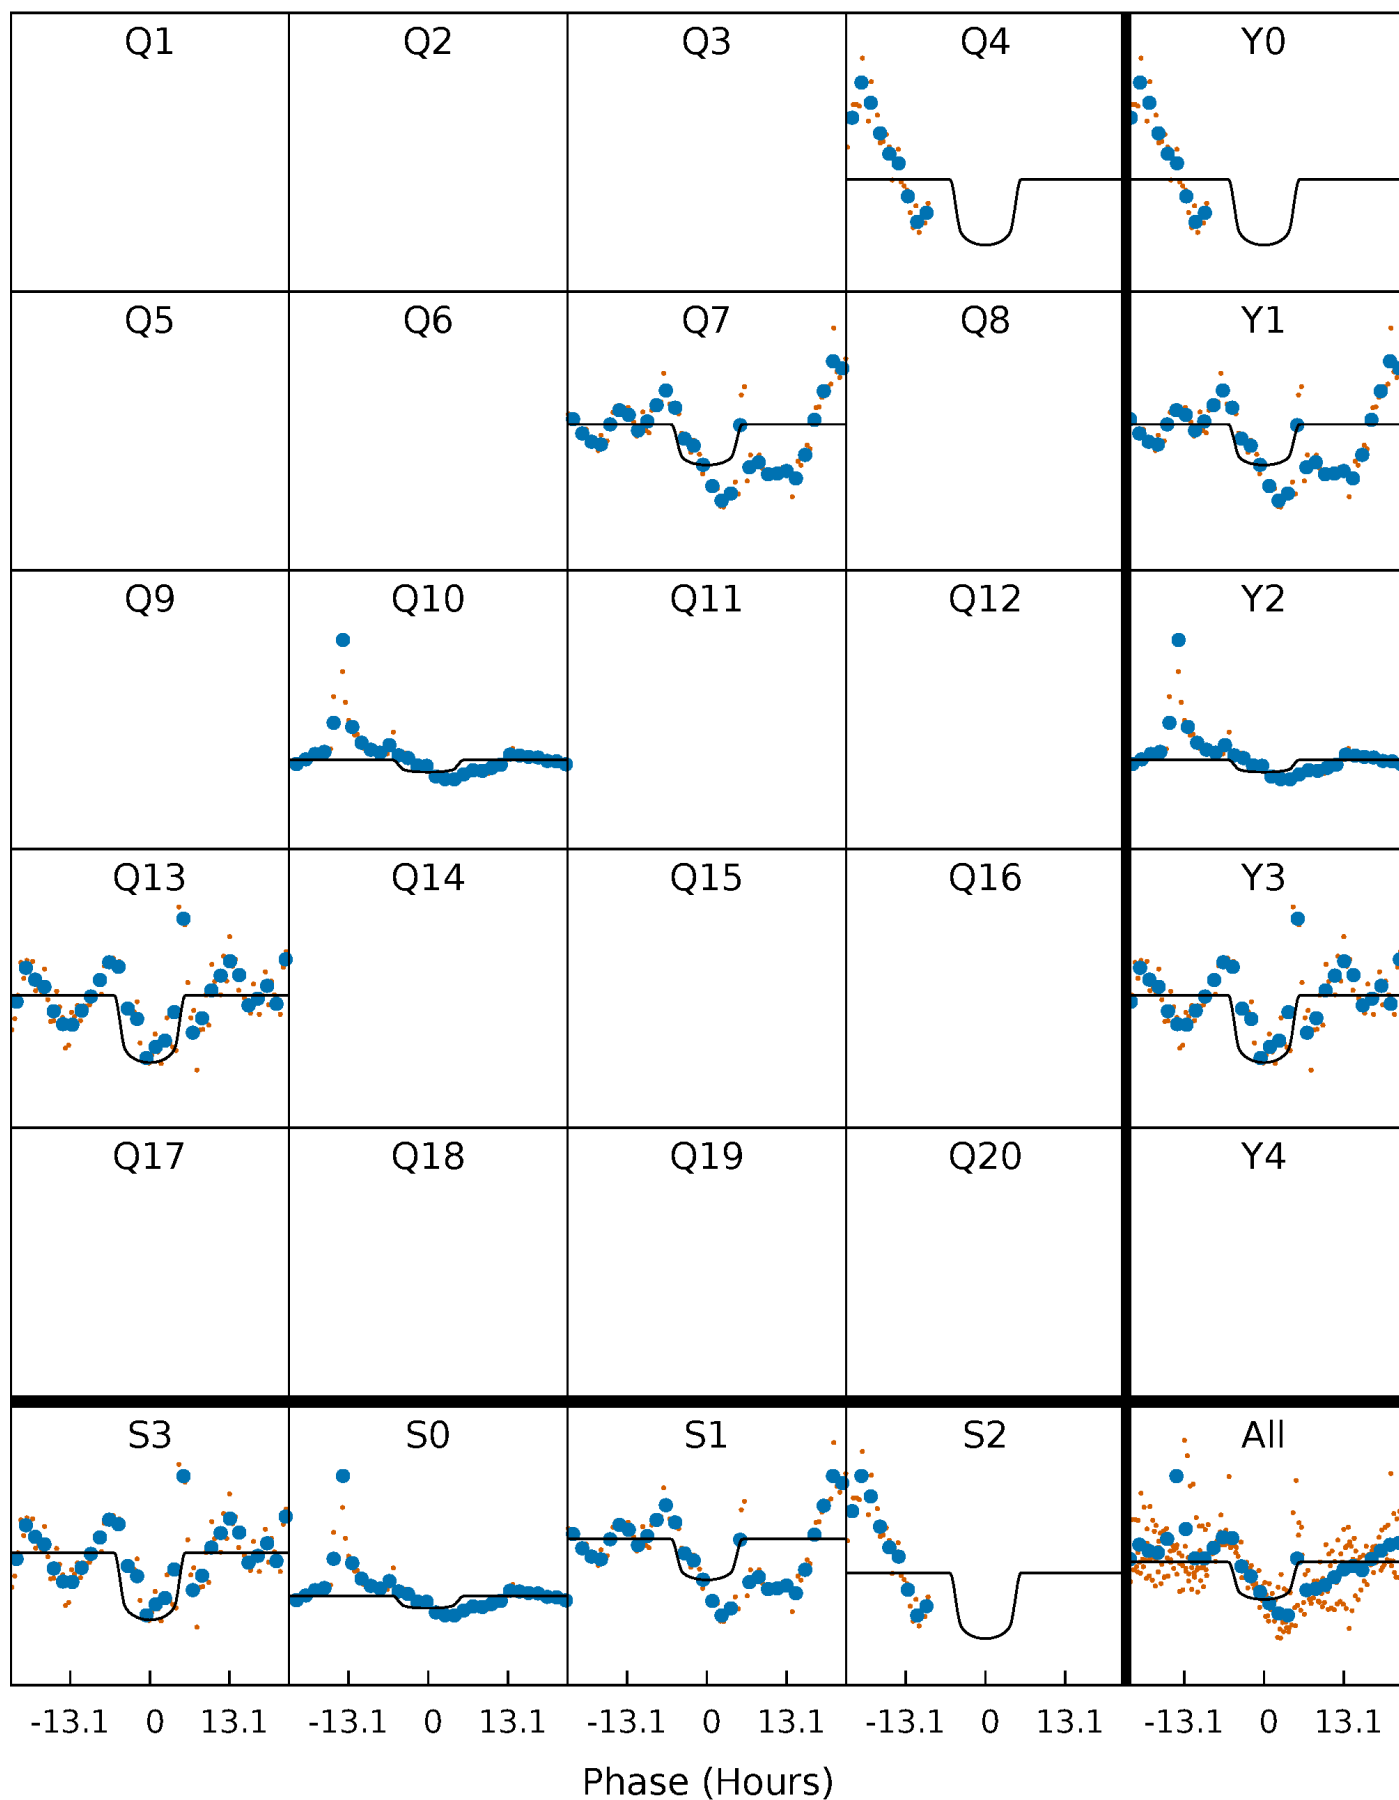 Q1 Q2 Q3 Q4 Y0
Q5 Q6 Q7 Q8 Y1
Q9 Q10 Q11 Q12 Y2
Q13 Q14 Q15 Q16 Y3
Q17 Q18 Q19 Q20 Y4
S3 S0 S1 S2 All
-13.1 0 13.1 -13.1 0 13.1 -13.1 0 13.1 -13.1 0 13.1 -13.1 0 13.1
Phase (Hours)